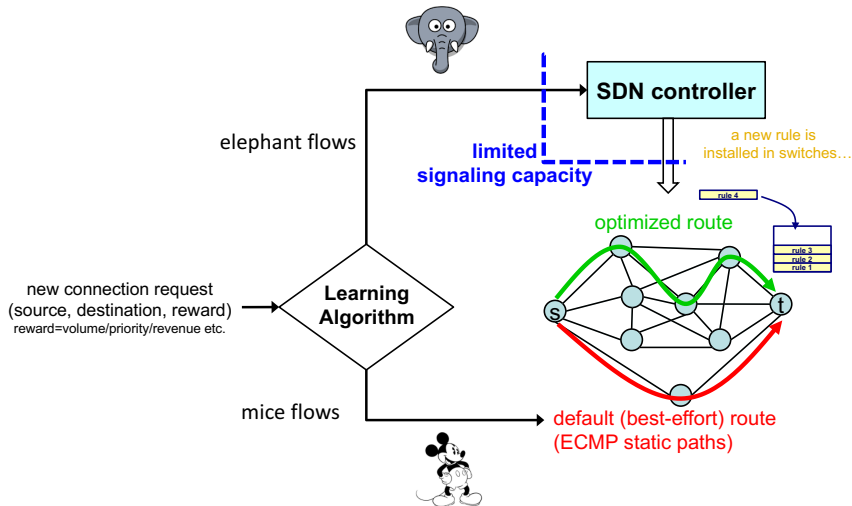 SDN controller
elephant flows
limited
signaling capacity
a new rule is
installed in switches…
rule 4
optimized route
rule 3
rule 2
rule 1
new connection request
(source, destination, reward)
reward=volume/priority/revenue etc.
Learning
Algorithm
s
t
mice flows
default (best-effort) route
(ECMP static paths)